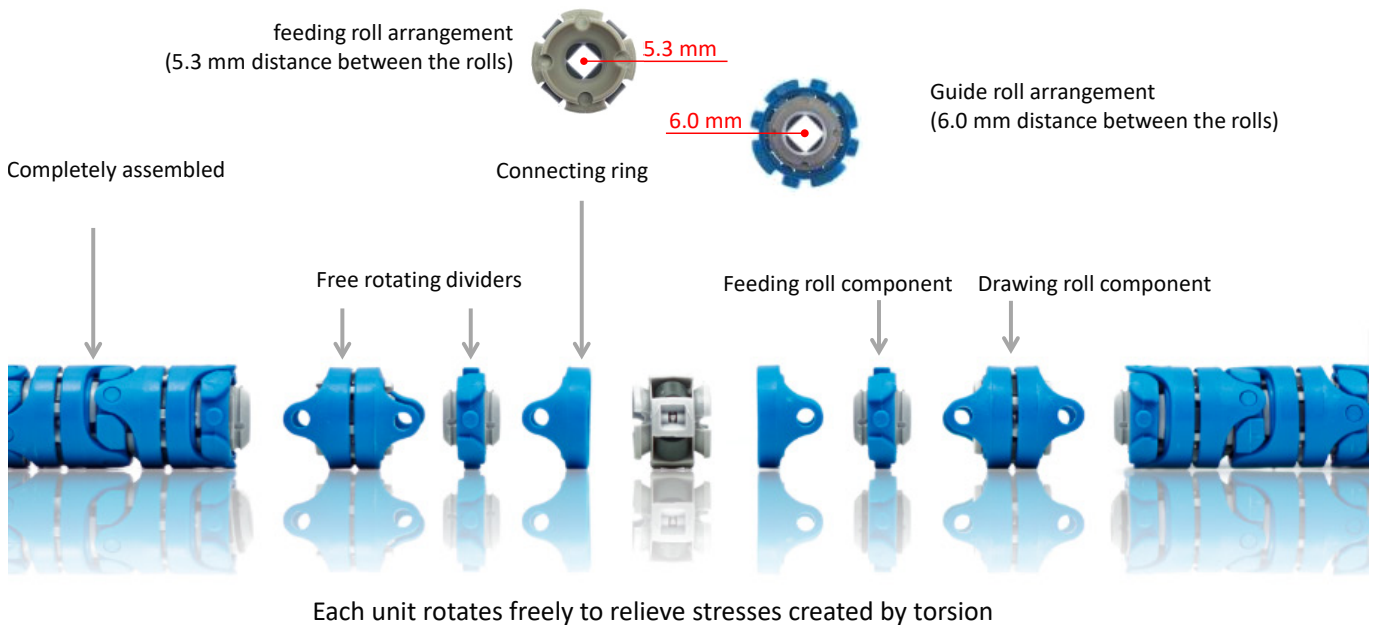 feeding roll arrangement
(5.3 mm distance between the rolls)
5.3 mm
6.0 mm
Guide roll arrangement
(6.0 mm distance between the rolls)
Completely assembled
Connecting ring
Free rotating dividers
Feeding roll component
Drawing roll component
Each unit rotates freely to relieve stresses created by torsion